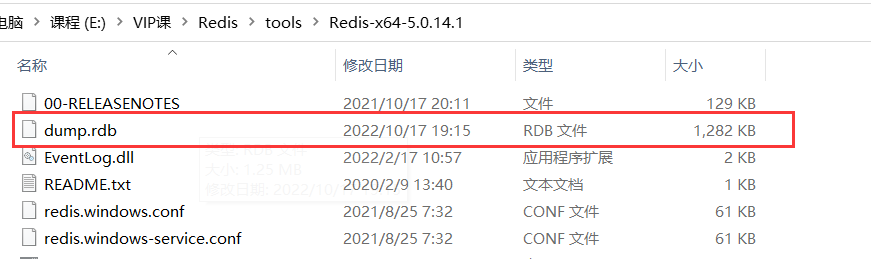 电脑 > 课程 (E:) > VIP课 > Redis > tools > Redis-x64-5.0.14.1
名称 修改日期 类型 大小
00-RELEASENOTES 2021/10/17 20:11 文件 129 KB
dump.rdb 2022/10/17 19:15 RDB 文件 1,282 KB
类型: RDB 文件
EventLog.dll 2022/2/17 10:57 应用程序扩展 2 KB
大小: 1.25 MB
README.txt 2020/2/9 13:40 文本文档 1 KB
修改日期: 2022/10/
redis.windows.conf 2021/8/25 7:32 CONF 文件 61 KB
redis.windows-service.conf 2021/8/25 7:32 CONF 文件 61 KB